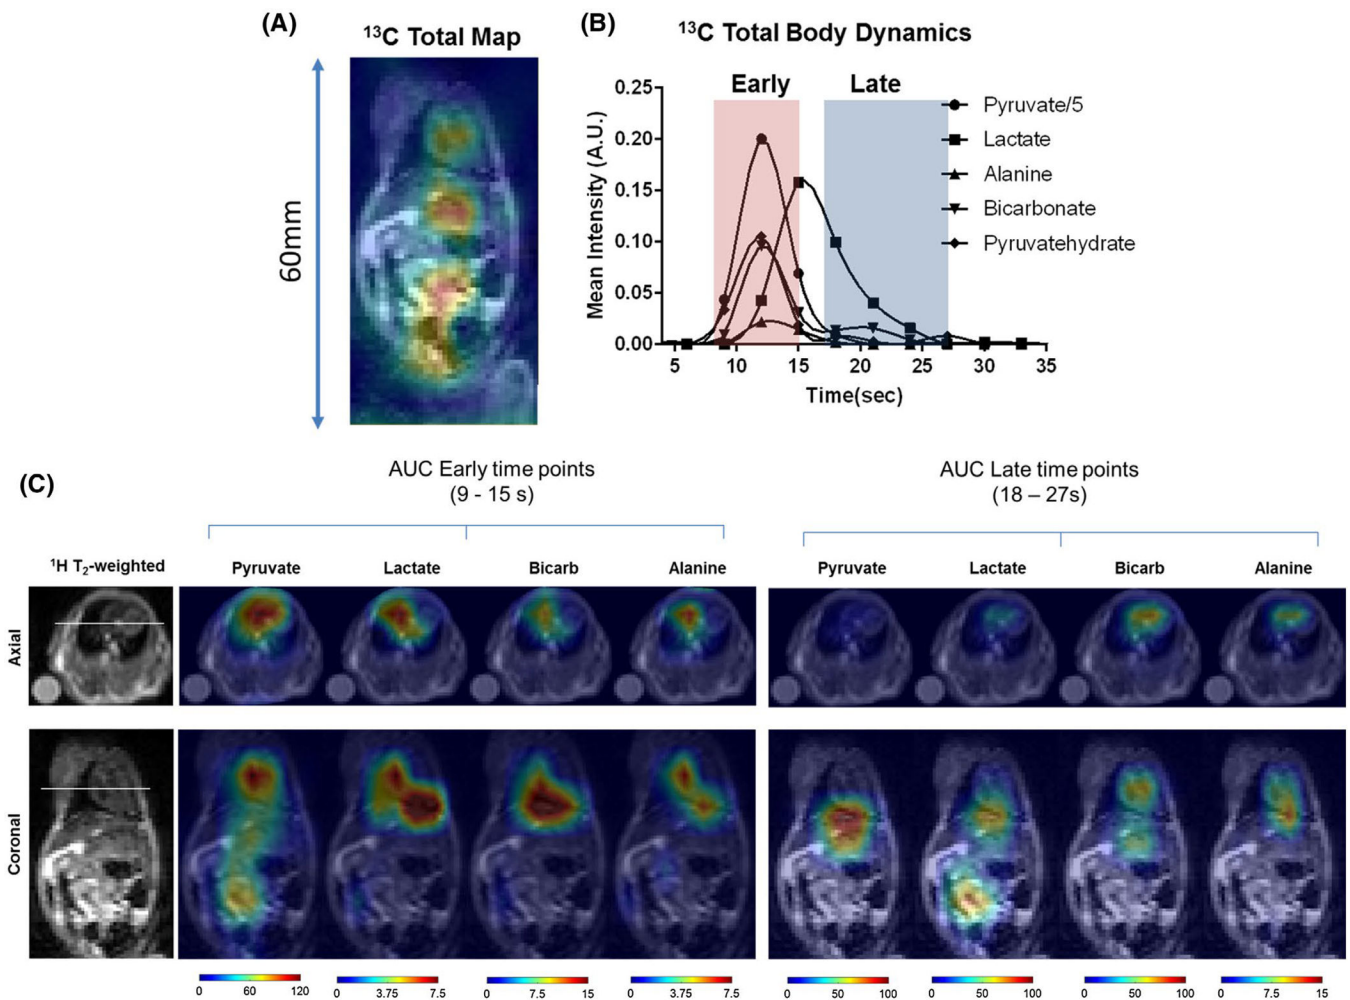 (A)
¹³C Total Map
60mm
(B)
¹³C Total Body Dynamics
Early
Late
Mean Intensity (A.U.)
0.25
0.20
0.15
0.10
0.05
0.00
5 10 15 20 25 30 35
Time(sec)
Pyruvate/5
Lactate
Alanine
Bicarbonate
Pyruvatehydrate
(C)
AUC Early time points
(9 - 15 s)
AUC Late time points
(18 – 27s)
¹H T₂-weighted
Pyruvate Lactate Bicarb Alanine
Pyruvate Lactate Bicarb Alanine
Axial
Coronal
0 60 120
0 3.75 7.5
0 7.5 15
0 3.75 7.5
0 50 100
0 50 100
0 50 100
0 7.5 15